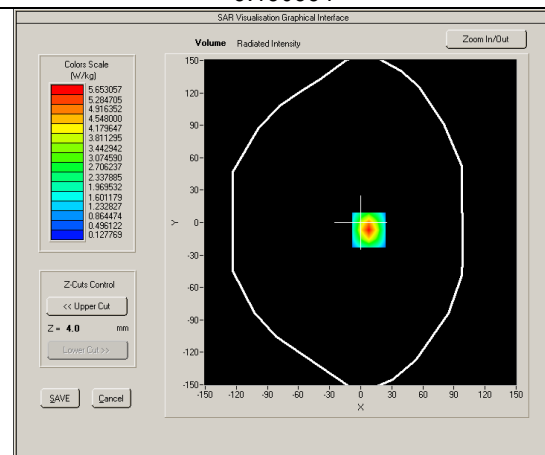 SAR Visualisation Graphical Interface
Volume Radiated Intensity
Zoom In/Out
Colors Scale
(W/kg)
5.653057
5.284705
4.916352
4.548000
4.179647
3.811295
3.442942
3.074590
2.706237
2.337885
1.969532
1.601179
1.232827
0.864474
0.496122
0.127769
Z-Cuts Control
<< Upper Cut
Z = 4.0 mm
Lower Cut >>
SAVE Cancel
150
120
90
60
30
0
-30
-60
-90
-120
-150
Y
-150 -120 -90 -60 -30 0 30 60 90 120 150
X